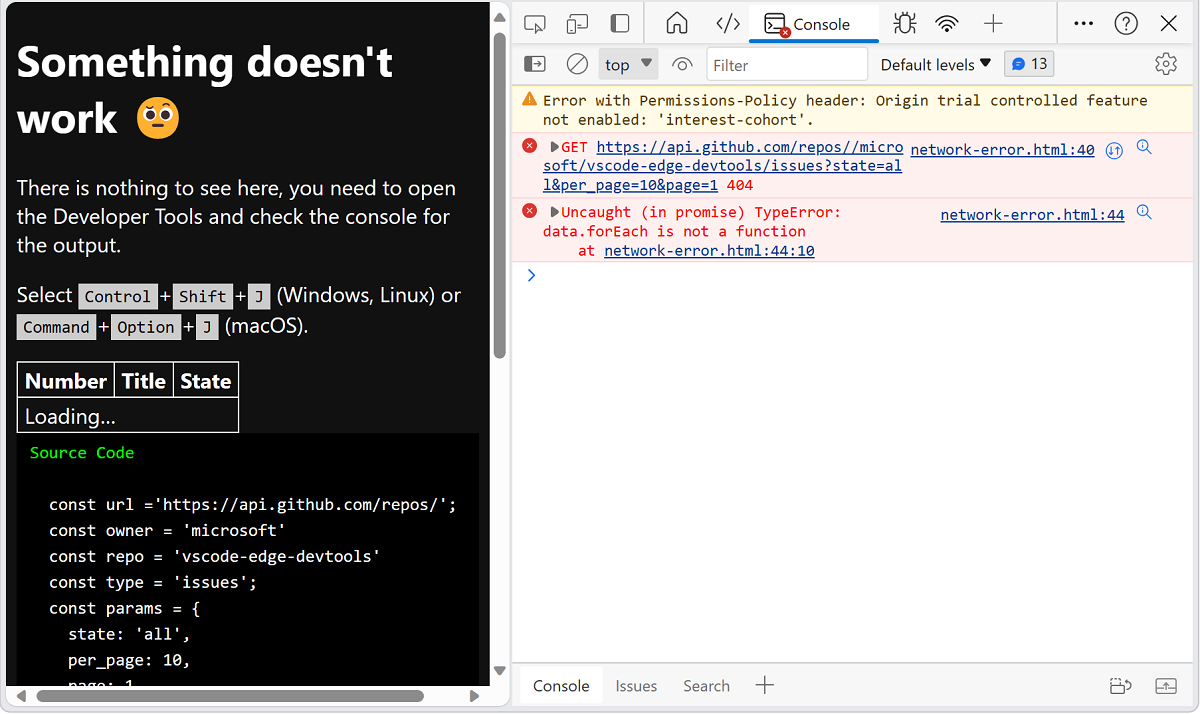 Something doesn't
work 🤨
There is nothing to see here, you need to open
the Developer Tools and check the console for
the output.
Select Control+Shift+J (Windows, Linux) or
Command+Option+J (macOS).
Number Title State
Loading...
Source Code
const url ='https://api.github.com/repos/';
const owner = 'microsoft'
const repo = 'vscode-edge-devtools'
const type = 'issues';
const params = {
state: 'all',
per_page: 10,
page: 1
Console
top Filter Default levels 13
Error with Permissions-Policy header: Origin trial controlled feature
not enabled: 'interest-cohort'.
GET https://api.github.com/repos//micro network-error.html:40
soft/vscode-edge-devtools/issues?state=al
l&per_page=10&page=1 404
Uncaught (in promise) TypeError: network-error.html:44
data.forEach is not a function
at network-error.html:44:10
Console Issues Search